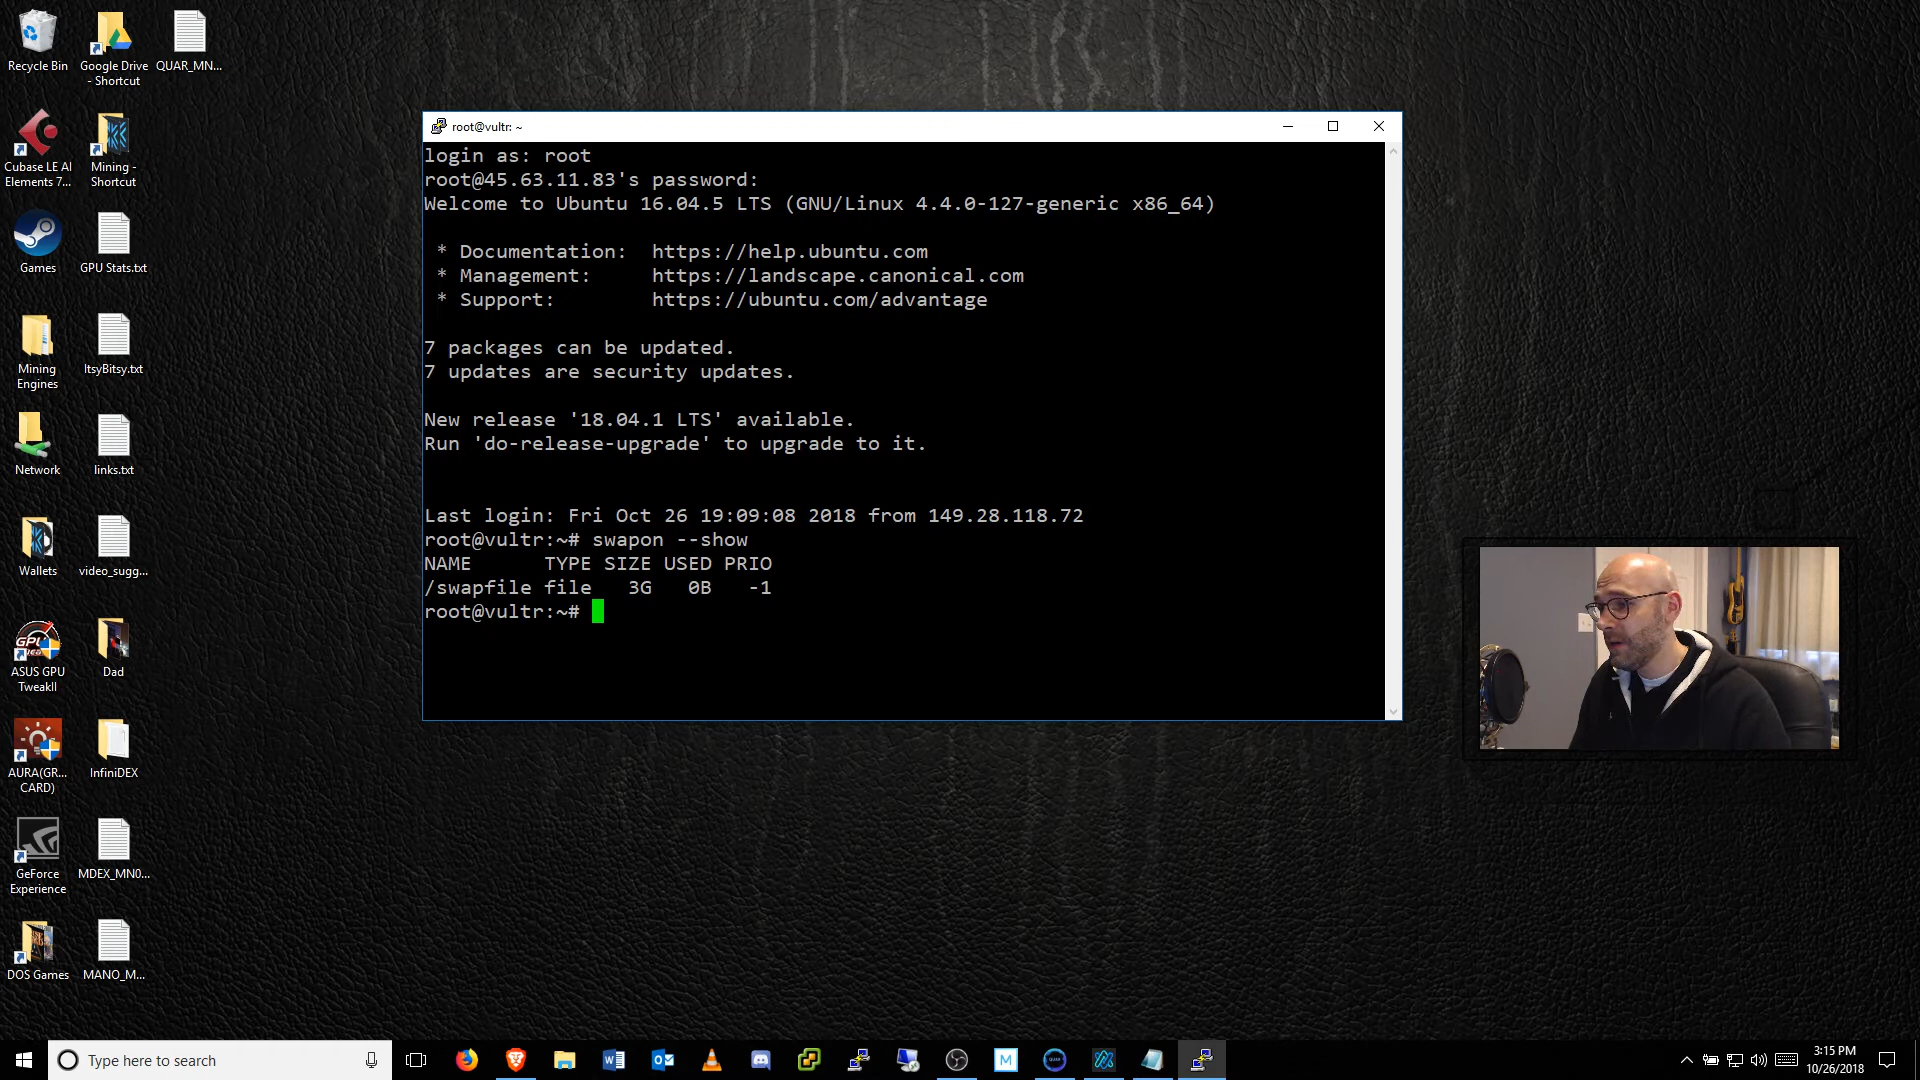 Recycle Bin
Google Drive
- Shortcut
QUAR_MN...
Cubase LE AI
Elements 7...
Mining -
Shortcut
Games
GPU Stats.txt
Mining
Engines
ItsyBitsy.txt
Network
links.txt
Wallets
video_sugg...
ASUS GPU
TweakII
Dad
AURA(GR...
CARD)
InfiniDEX
GeForce
Experience
MDEX_MN0...
DOS Games
MANO_M...
root@vultr: ~
login as: root
root@45.63.11.83's password:
Welcome to Ubuntu 16.04.5 LTS (GNU/Linux 4.4.0-127-generic x86_64)
* Documentation:  https://help.ubuntu.com
* Management:     https://landscape.canonical.com
* Support:        https://ubuntu.com/advantage
7 packages can be updated.
7 updates are security updates.
New release '18.04.1 LTS' available.
Run 'do-release-upgrade' to upgrade to it.
Last login: Fri Oct 26 19:09:08 2018 from 149.28.118.72
root@vultr:~# swapon --show
NAME      TYPE SIZE USED PRIO
/swapfile file   3G   0B   -1
root@vultr:~#
Type here to search
3:15 PM
10/26/2018